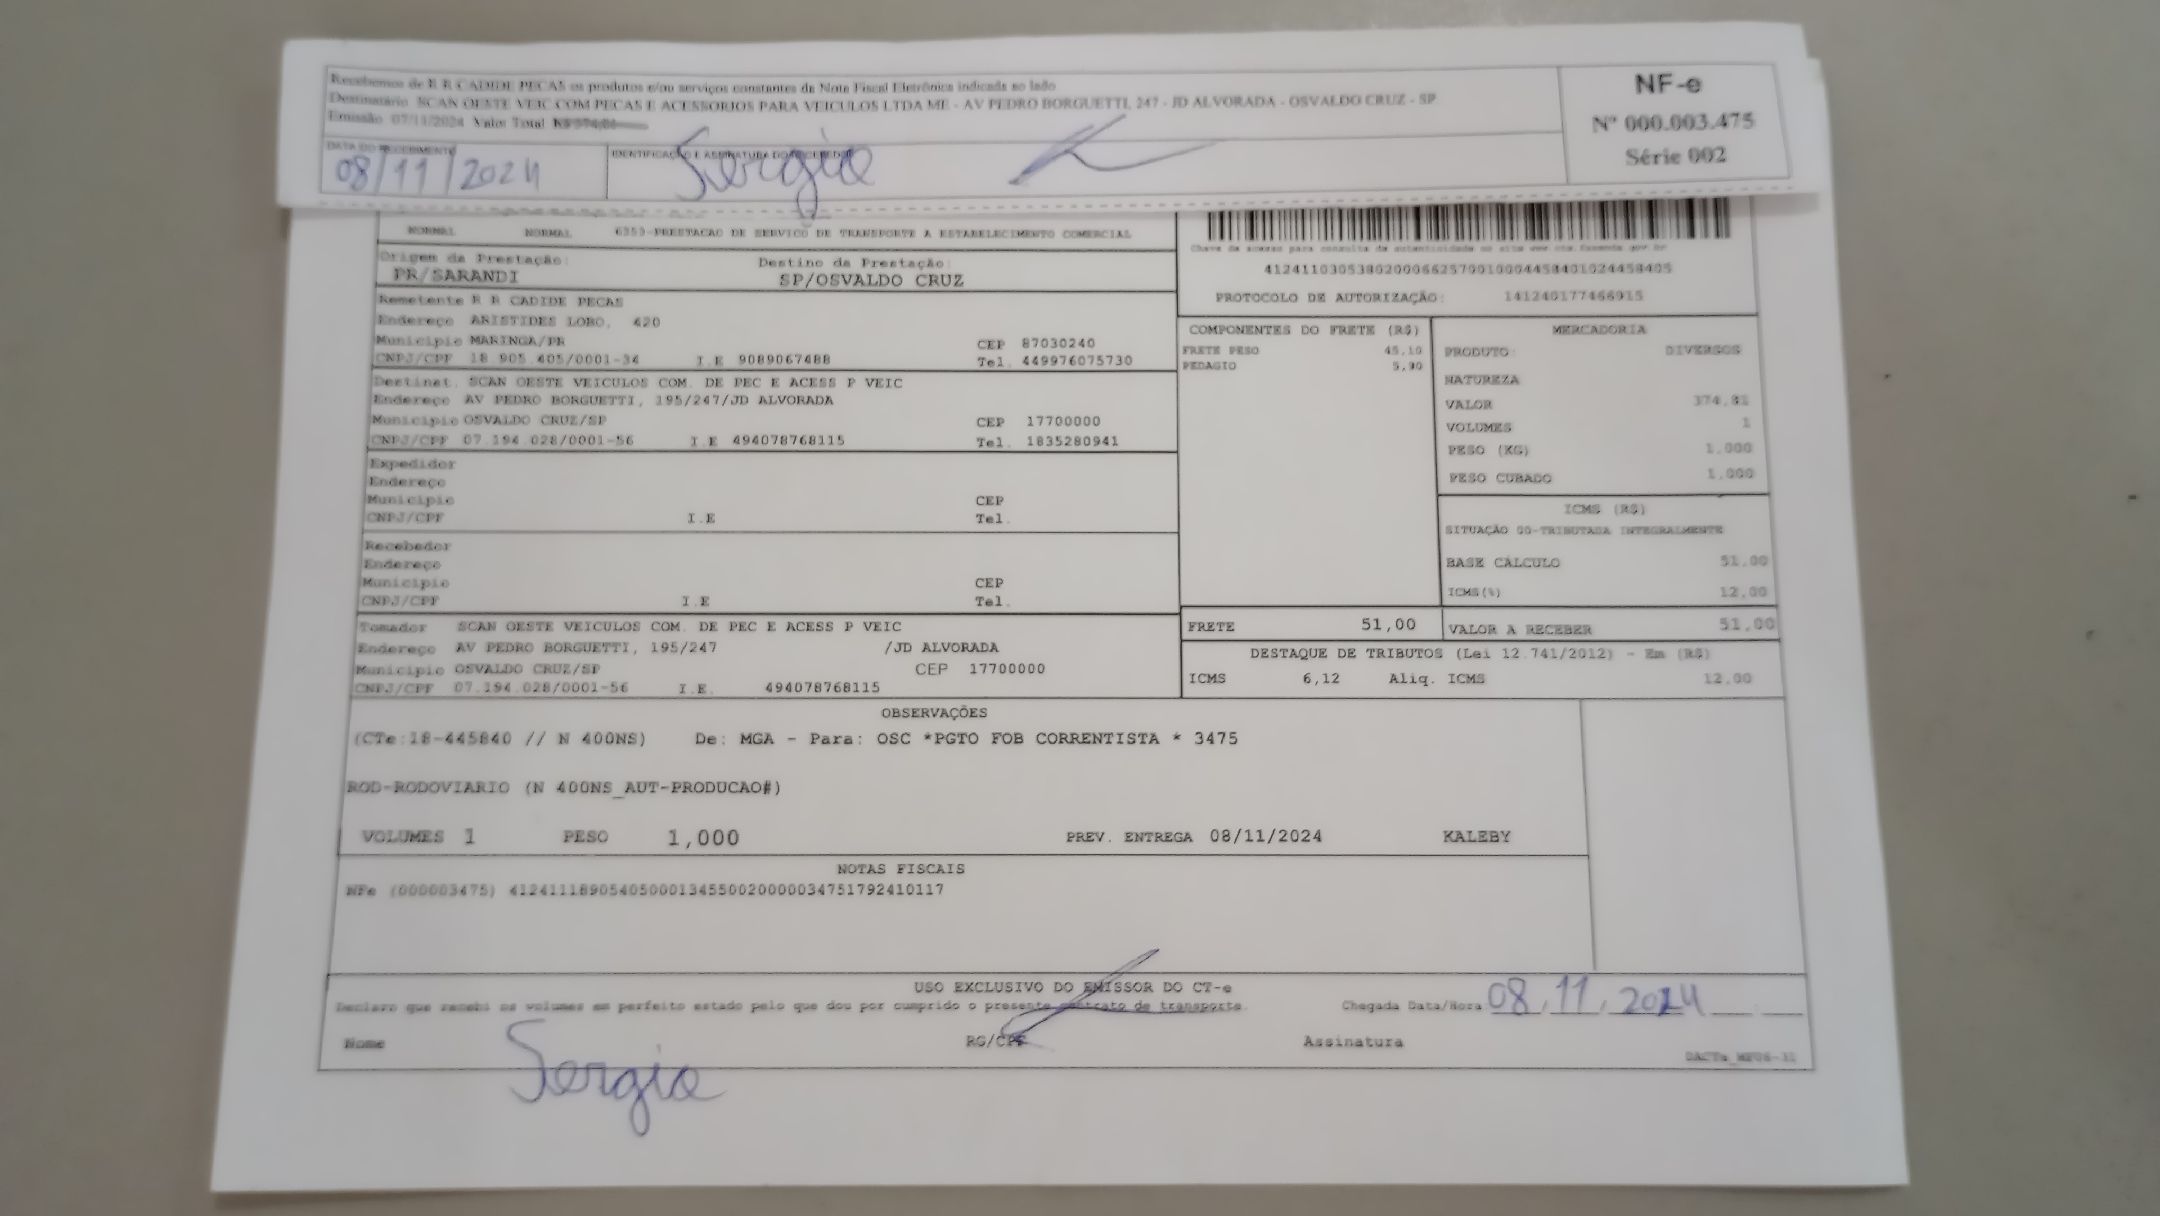 Recebemos de R R CADIDE PECAS os produtos e/ou serviços constantes da Nota Fiscal Eletrônica indicada ao lado
Destinatário SCAN OESTE VEIC COM PECAS E ACESSORIOS PARA VEICULOS LTDA ME - AV PEDRO BORGUETTI, 247 - JD ALVORADA - OSVALDO CRUZ - SP
Emissão 07/11/2024 Valor Total
DATA DO RECEBIMENTO
IDENTIFICAÇÃO E ASSINATURA DO RECEBEDOR
08/11/2024
Sergio
NF-e
Nº 000.003.475
Série 002
NORMAL NORMAL 6353-PRESTACAO DE SERVICO DE TRANSPORTE A ESTABELECIMENTO COMERCIAL
Chave de acesso para consulta de autenticidade no site www.cte.fazenda.gov.br
Origem da Prestação: Destino da Prestação:
PR/SARANDI SP/OSVALDO CRUZ
41241103053802000662570010004458401024458405
PROTOCOLO DE AUTORIZAÇÃO: 141240177466915
Remetente R R CADIDE PECAS
Endereço ARISTIDES LOBO, 420
Municipio MARINGA/PR CEP 87030240
CNPJ/CPF 18.905.405/0001-34 I.E 9089067488 Tel. 449976075730
Destinat. SCAN OESTE VEICULOS COM. DE PEC E ACESS P VEIC
Endereço AV PEDRO BORGUETTI, 195/247/JD ALVORADA
Municipio OSVALDO CRUZ/SP CEP 17700000
CNPJ/CPF 07.194.028/0001-56 I.E 494078768115 Tel. 1835280941
Expedidor
Endereço
Municipio CEP
CNPJ/CPF I.E Tel.
Recebedor
Endereço
Municipio CEP
CNPJ/CPF I.E Tel.
Tomador SCAN OESTE VEICULOS COM. DE PEC E ACESS P VEIC
Endereço AV PEDRO BORGUETTI, 195/247 /JD ALVORADA
Municipio OSVALDO CRUZ/SP CEP 17700000
CNPJ/CPF 07.194.028/0001-56 I.E. 494078768115
COMPONENTES DO FRETE (R$)
FRETE PESO 45,10
PEDAGIO 5,90
MERCADORIA
PRODUTO: DIVERSOS
NATUREZA
VALOR 374,81
VOLUMES 1
PESO (KG) 1,000
PESO CUBADO 1,000
ICMS (R$)
SITUAÇÃO 00-TRIBUTADA INTEGRALMENTE
BASE CÁLCULO 51,00
ICMS(%) 12,00
FRETE 51,00
VALOR A RECEBER 51,00
DESTAQUE DE TRIBUTOS (Lei 12.741/2012) - Em (R$)
ICMS 6,12 Aliq. ICMS 12,00
OBSERVAÇÕES
(CTe:18-445840 // N 400NS) De: MGA - Para: OSC *PGTO FOB CORRENTISTA * 3475
ROD-RODOVIARIO (N 400NS_AUT-PRODUCAO#)
VOLUMES 1 PESO 1,000 PREV. ENTREGA 08/11/2024 KALEBY
NOTAS FISCAIS
NFe (000003475) 41241118905405000134550020000034751792410117
USO EXCLUSIVO DO EMISSOR DO CT-e
Declaro que recebi os volumes em perfeito estado pelo que dou por cumprido o presente contrato de transporte.
Chegada Data/Hora 08.11.2024
Nome Sergio RG/CPF Assinatura